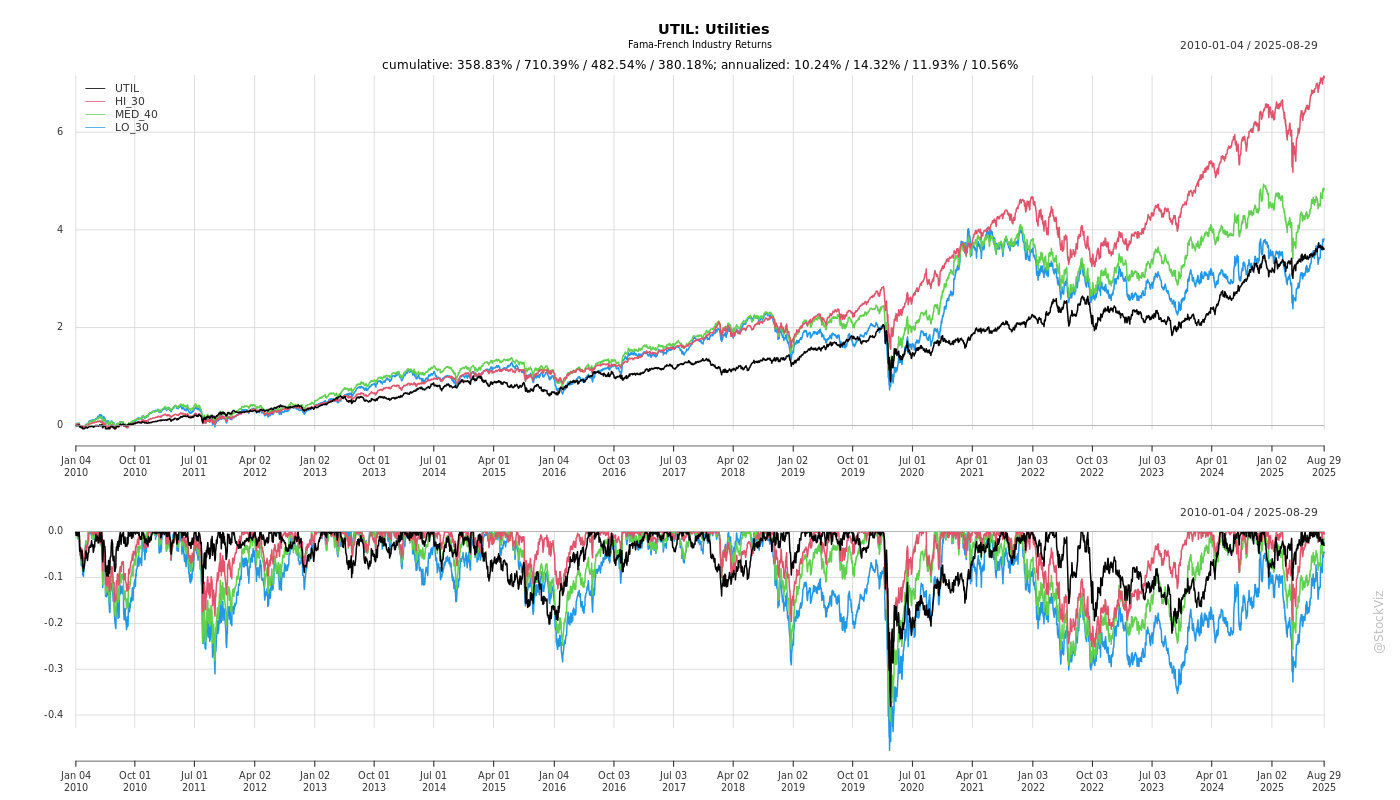 UTIL: Utilities
Fama-French Industry Returns
2010-01-04 / 2025-08-29
cumulative: 358.83% / 710.39% / 482.54% / 380.18%; annualized: 10.24% / 14.32% / 11.93% / 10.56%
UTIL
HI_30
MED_40
LO_30
6
4
2
0
Jan 04 Oct 01 Jul 01 Apr 02 Jan 02 Oct 01 Jul 01 Apr 01 Jan 04 Oct 03 Jul 03 Apr 02 Jan 02 Oct 01 Jul 01 Apr 01 Jan 03 Oct 03 Jul 03 Apr 01 Jan 02 Aug 29
2010 2010 2011 2012 2013 2013 2014 2015 2016 2016 2017 2018 2019 2019 2020 2021 2022 2022 2023 2024 2025 2025
2010-01-04 / 2025-08-29
0.0
-0.1
-0.2
-0.3
-0.4
Jan 04 Oct 01 Jul 01 Apr 02 Jan 02 Oct 01 Jul 01 Apr 01 Jan 04 Oct 03 Jul 03 Apr 02 Jan 02 Oct 01 Jul 01 Apr 01 Jan 03 Oct 03 Jul 03 Apr 01 Jan 02 Aug 29
2010 2010 2011 2012 2013 2013 2014 2015 2016 2016 2017 2018 2019 2019 2020 2021 2022 2022 2023 2024 2025 2025
@StockViz